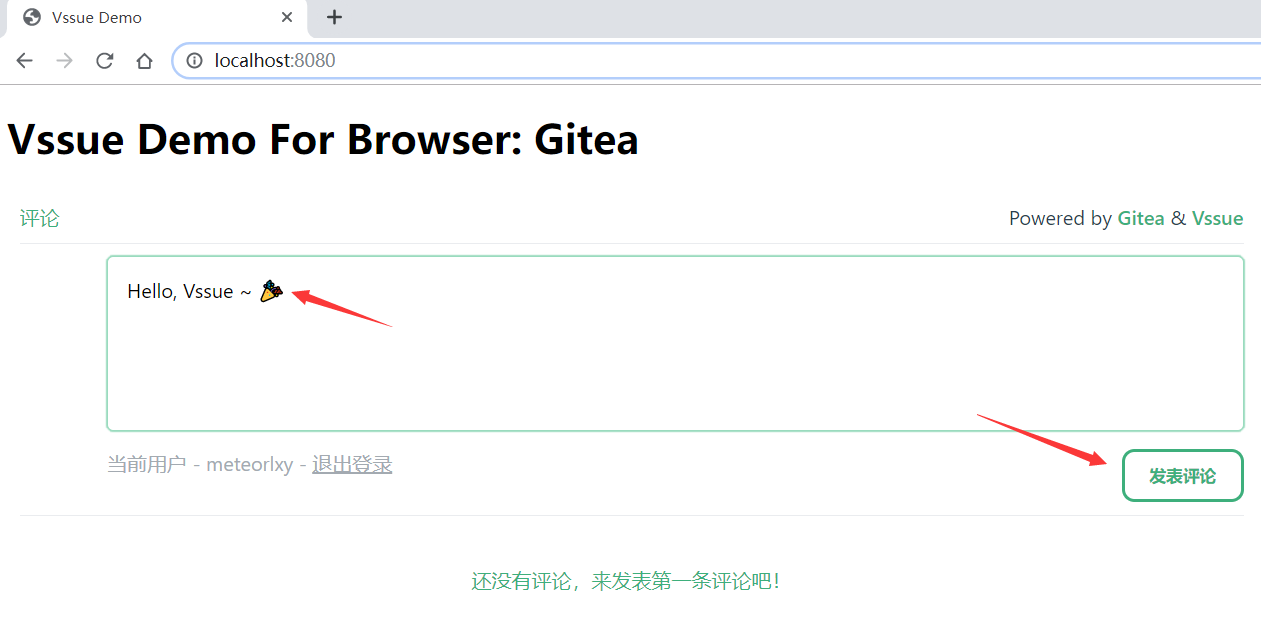 Vssue Demo
localhost:8080
Vssue Demo For Browser: Gitea
评论 Powered by Gitea & Vssue
Hello, Vssue ~ 🎉
当前用户 - meteorlxy - 退出登录
发表评论
还没有评论，来发表第一条评论吧！